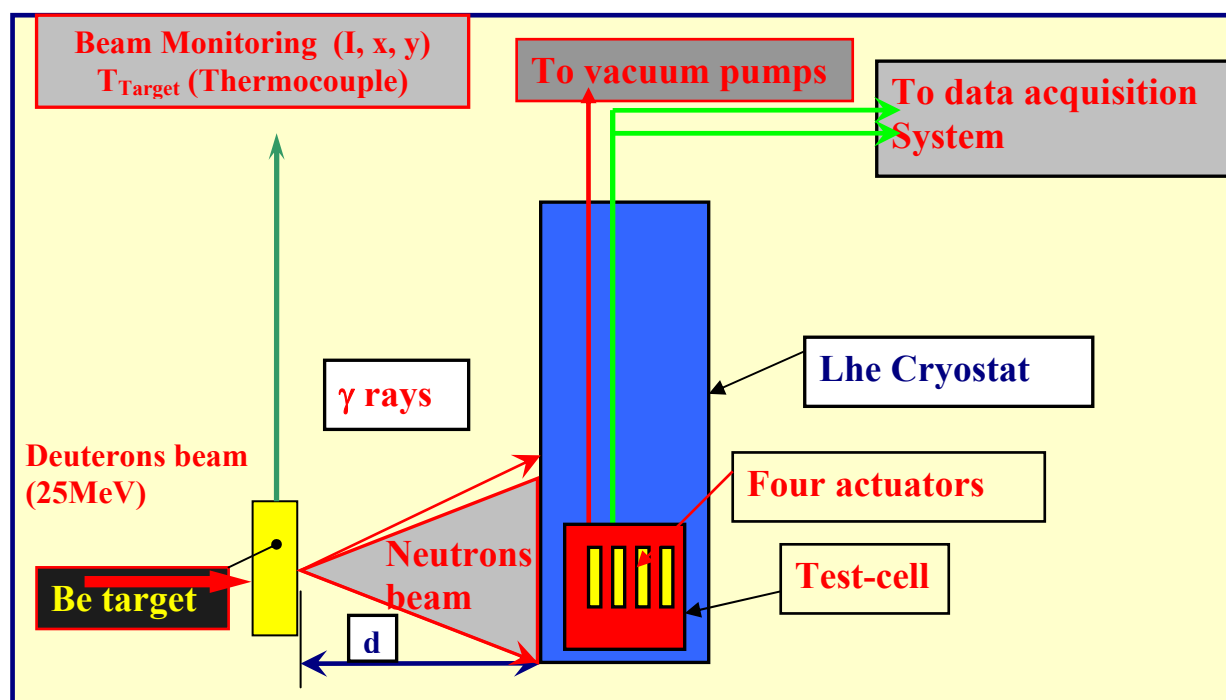 Beam Monitoring (I, x, y)
T_Target (Thermocouple)
To vacuum pumps
To data acquisition
System
γ rays
Lhe Cryostat
Deuterons beam
(25MeV)
Four actuators
Neutrons
beam
Test-cell
Be target
d